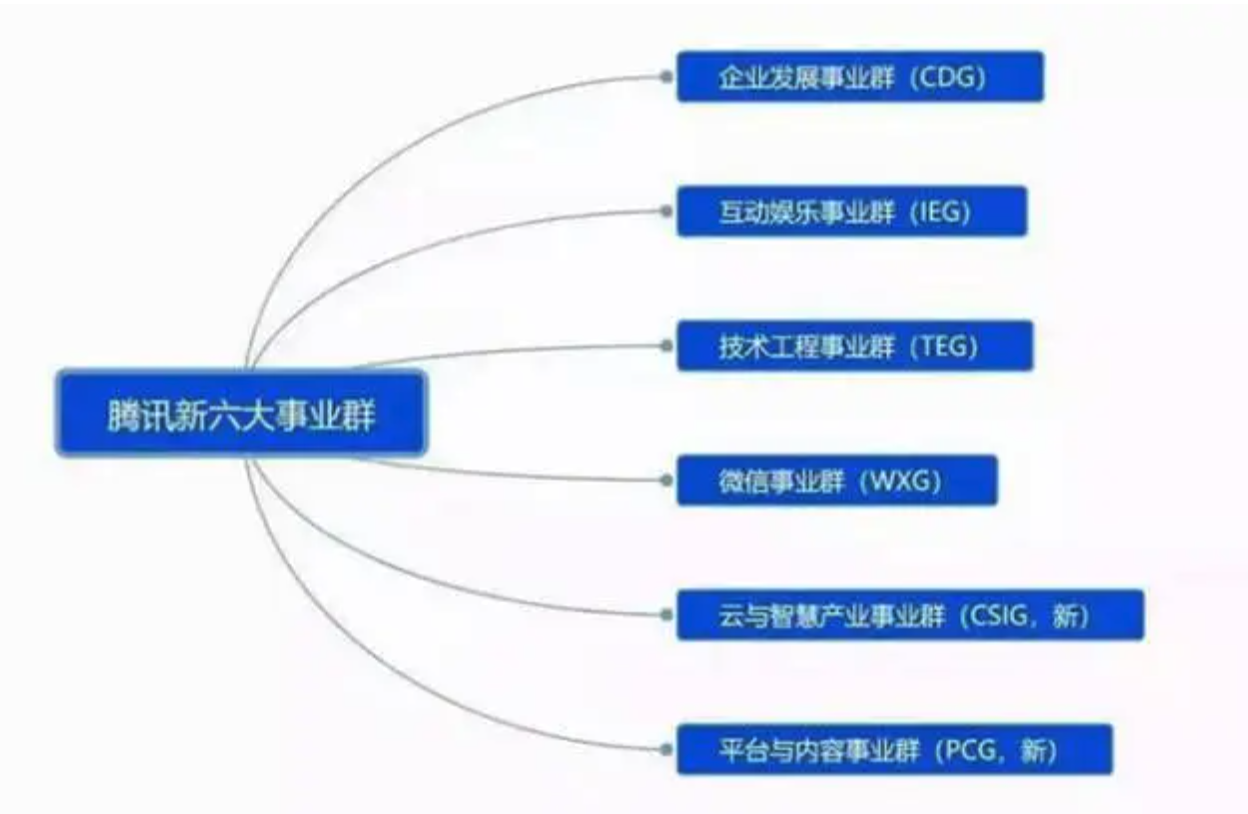 企业发展事业群（CDG）
互动娱乐事业群（IEG）
技术工程事业群（TEG）
腾讯新六大事业群
微信事业群（WXG）
云与智慧产业事业群（CSIG，新）
平台与内容事业群（PCG，新）